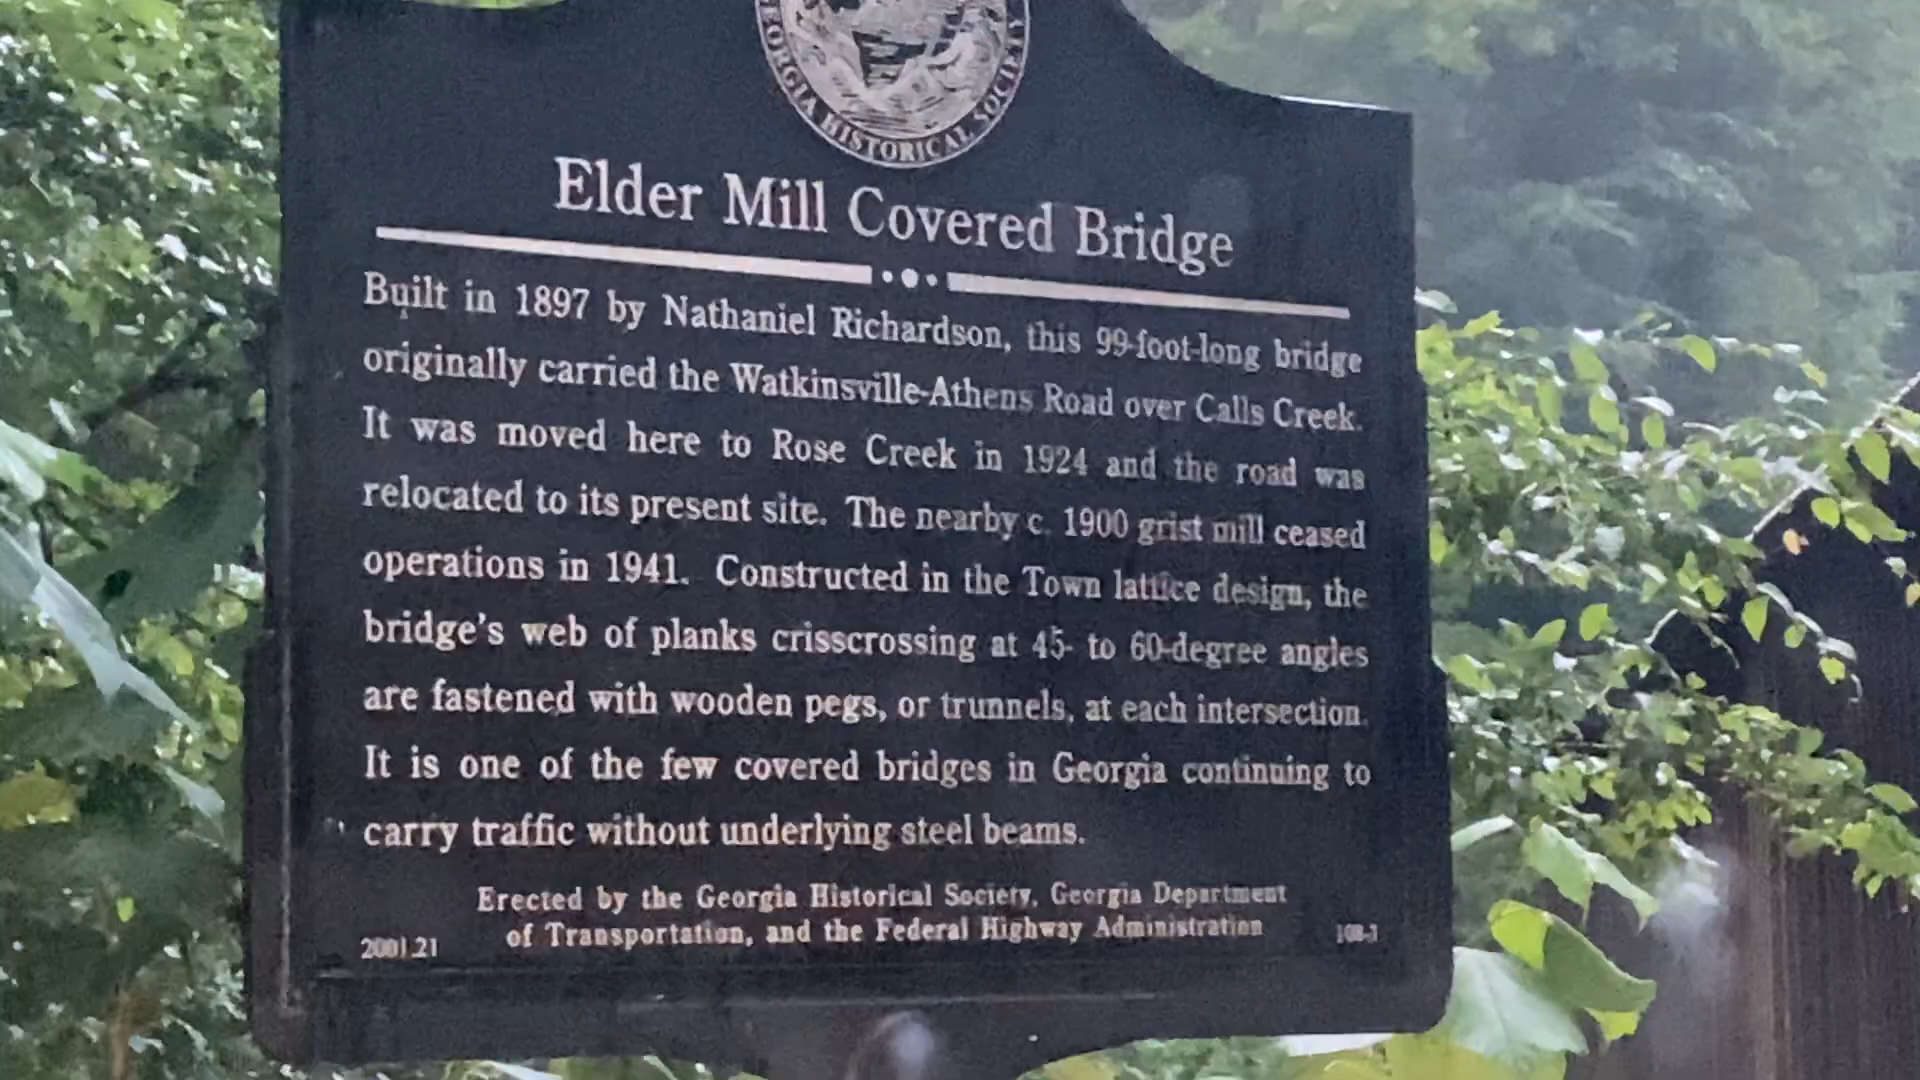 EORGIA HISTORICAL SOCIETY
Elder Mill Covered Bridge
Built in 1897 by Nathaniel Richardson, this 99-foot-long bridge
originally carried the Watkinsville-Athens Road over Calls Creek.
It was moved here to Rose Creek in 1924 and the road was
relocated to its present site. The nearby c. 1900 grist mill ceased
operations in 1941. Constructed in the Town lattice design, the
bridge's web of planks crisscrossing at 45- to 60-degree angles
are fastened with wooden pegs, or trunnels, at each intersection.
It is one of the few covered bridges in Georgia continuing to
carry traffic without underlying steel beams.
Erected by the Georgia Historical Society, Georgia Department
of Transportation, and the Federal Highway Administration
2001.21